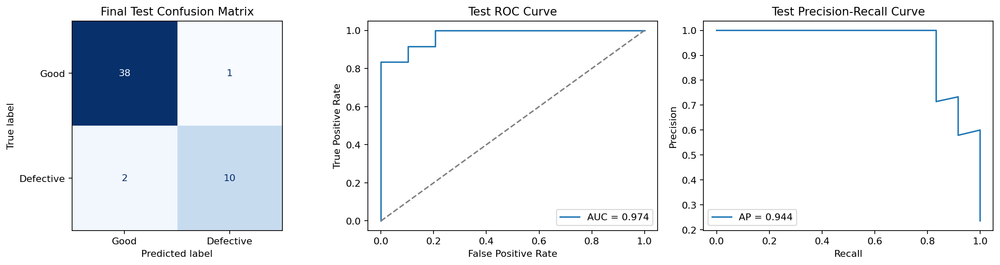 Final Test Confusion Matrix
True label
Good
Defective
38
1
2
10
Good
Defective
Predicted label
Test ROC Curve
True Positive Rate
1.0
0.8
0.6
0.4
0.2
0.0
AUC = 0.974
0.0
0.2
0.4
0.6
0.8
1.0
False Positive Rate
Test Precision-Recall Curve
Precision
1.0
0.9
0.8
0.7
0.6
0.5
0.4
0.3
0.2
AP = 0.944
0.0
0.2
0.4
0.6
0.8
1.0
Recall